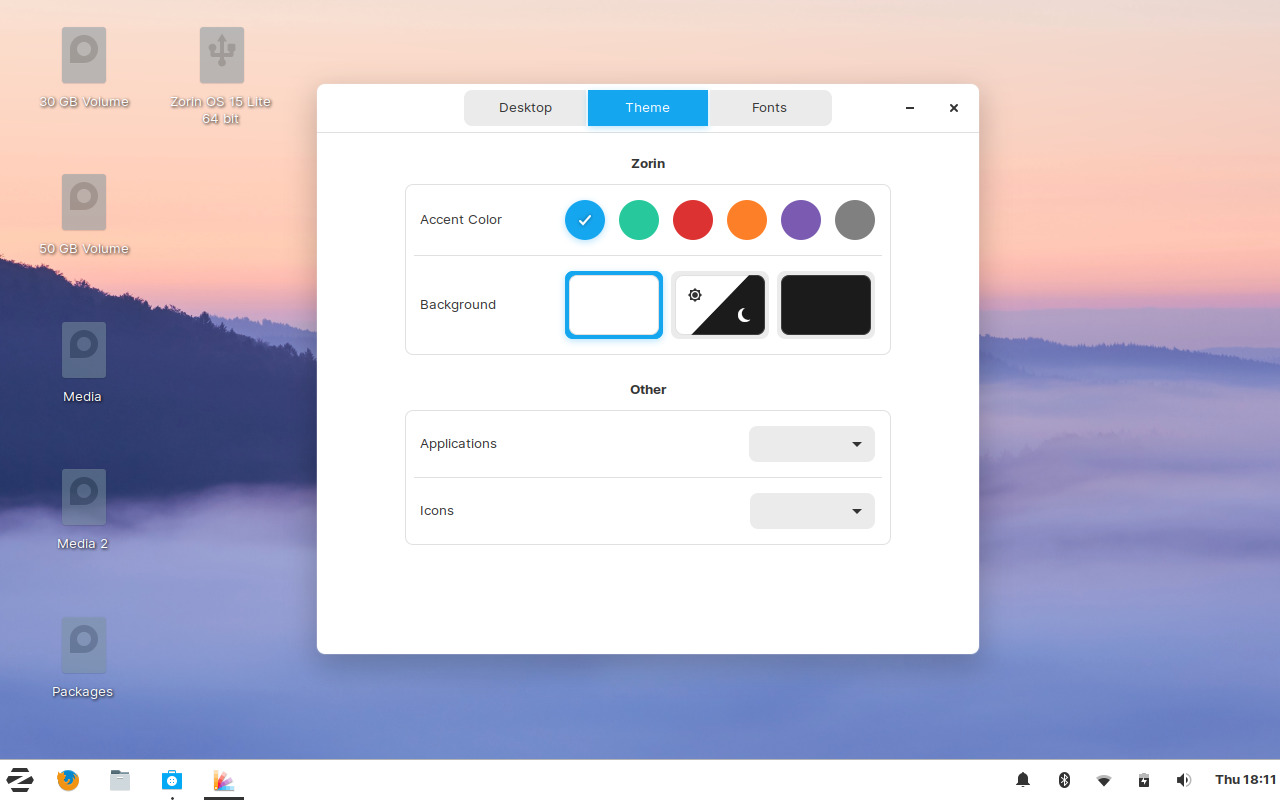 30 GB Volume
Zorin OS 15 Lite
64 bit
50 GB Volume
Media
Media 2
Packages
Desktop
Theme
Fonts
Zorin
Accent Color
Background
Other
Applications
Icons
Thu 18:11